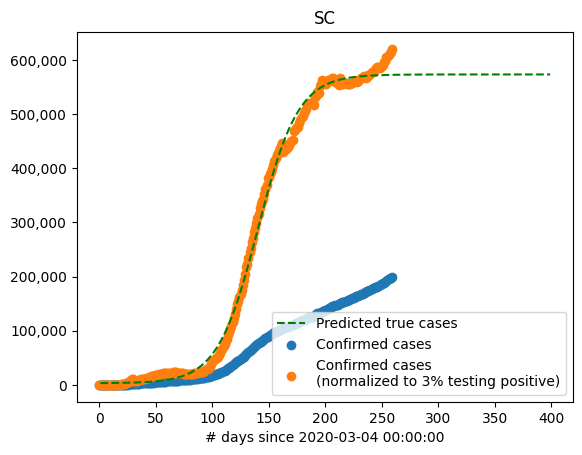 SC
600,000
500,000
400,000
300,000
200,000
100,000
0
Predicted true cases
Confirmed cases
Confirmed cases
(normalized to 3% testing positive)
0 50 100 150 200 250 300 350 400
# days since 2020-03-04 00:00:00